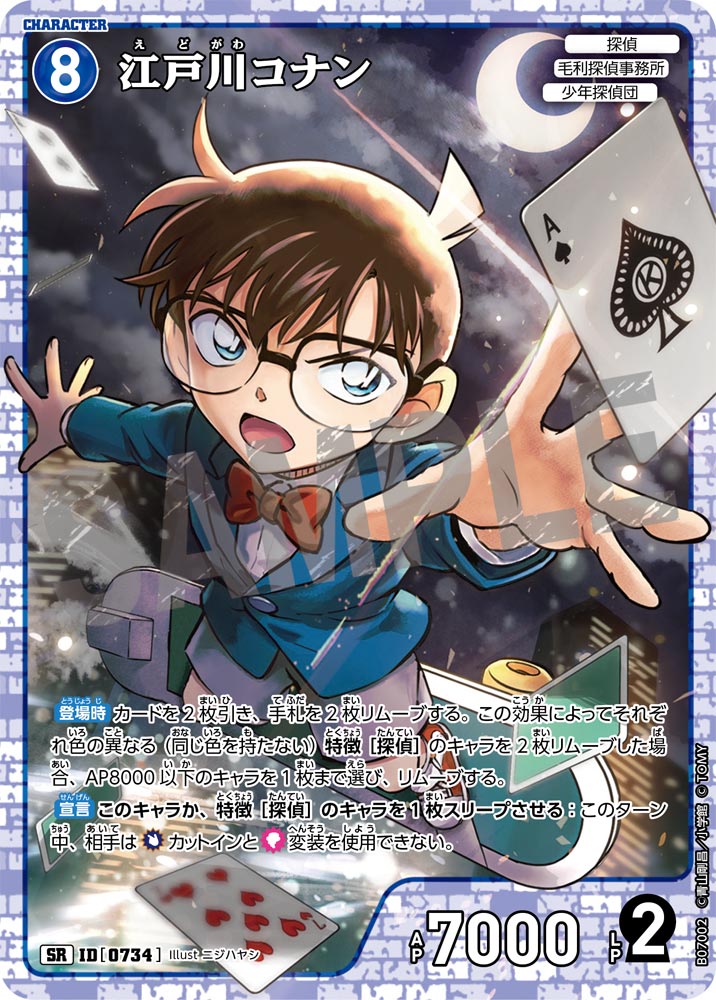 CHARACTER
8
えどがわ
江戸川コナン
探偵
毛利探偵事務所
少年探偵団
A
K
SAMPLE
登場時 カードを2枚引き、手札を2枚リムーブする。この効果によってそれぞ
れ色の異なる（同じ色を持たない）特徴［探偵］のキャラを2枚リムーブした場
合、AP8000以下のキャラを1枚まで選び、リムーブする。
宣言 このキャラか、特徴［探偵］のキャラを1枚スリープさせる：このターン
中、相手は カットインと 変装を使用できない。
SR ID[0734] Illust ニジハヤシ
AP 7000
LP 2
B07002 ©青山剛昌／小学館 © TOMY